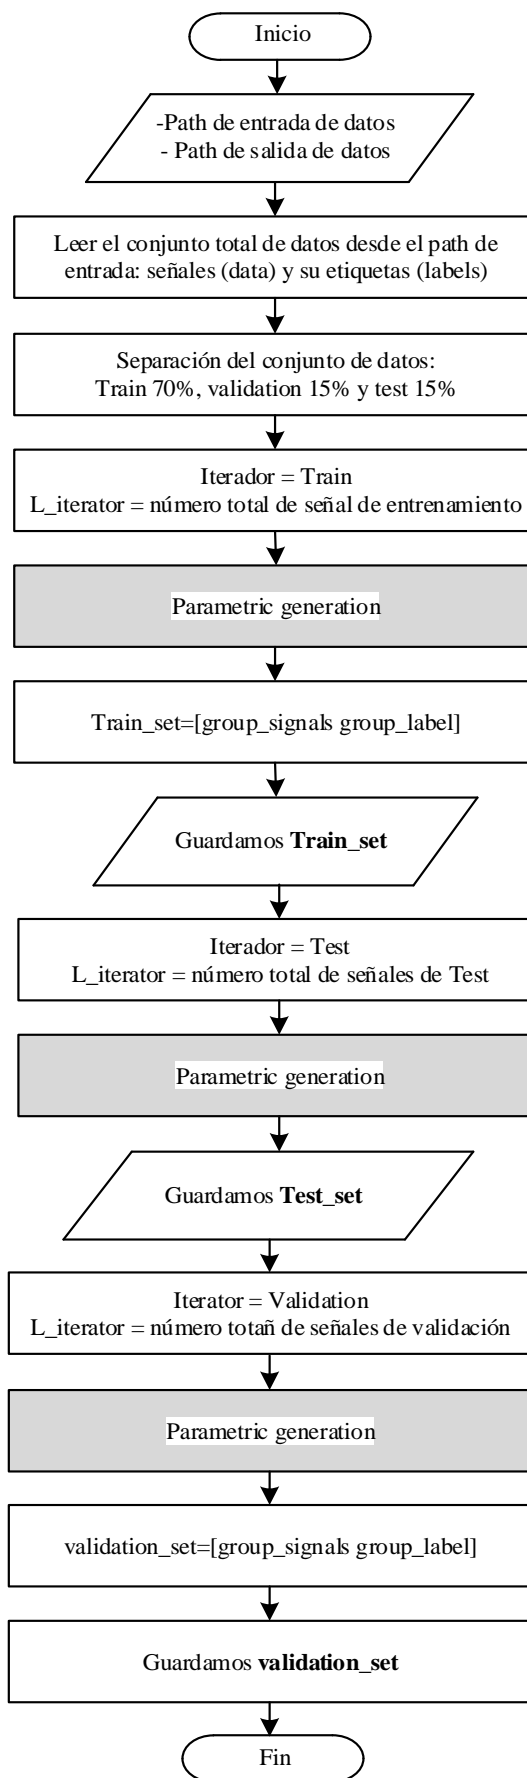 Inicio
-Path de entrada de datos
- Path de salida de datos
Leer el conjunto total de datos desde el path de
entrada: señales (data) y su etiquetas (labels)
Separación del conjunto de datos:
Train 70%, validation 15% y test 15%
Iterador = Train
L_iterator = número total de señal de entrenamiento
Parametric generation
Train_set=[group_signals group_label]
Guardamos Train_set
Iterador = Test
L_iterator = número total de señales de Test
Parametric generation
Guardamos Test_set
Iterator = Validation
L_iterator = número totañ de señales de validación
Parametric generation
validation_set=[group_signals group_label]
Guardamos validation_set
Fin